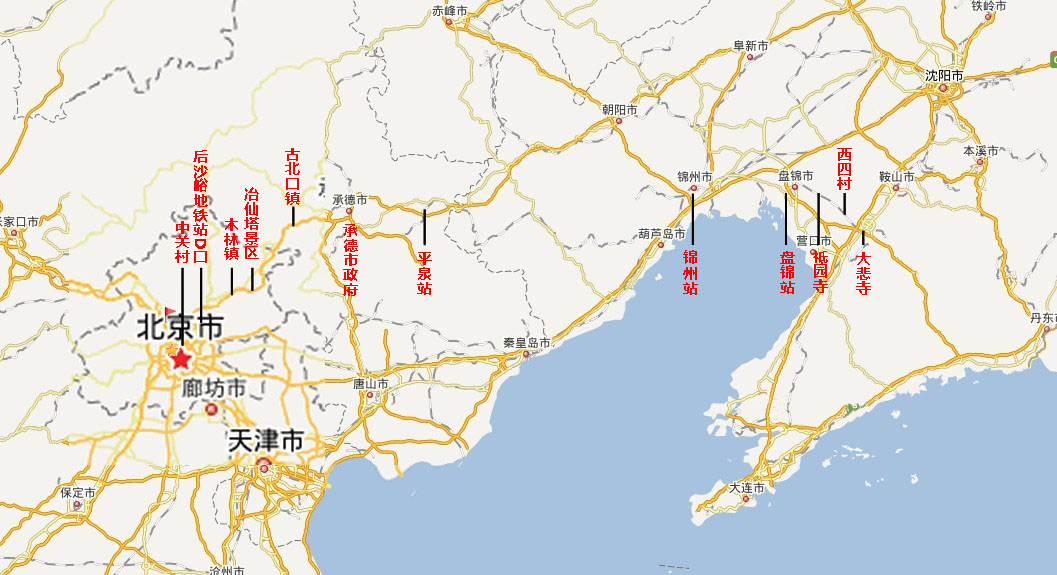 赤峰市
铁岭市
阜新市
沈阳市
朝阳市
本溪市
古北口镇
后沙峪地铁站D口
西四村
锦州市
盘锦市
鞍山市
冶仙塔景区
承德市
张家口市
中关村
木林镇
承德市政府
平泉站
葫芦岛市
锦州站
盘锦站
营口市
祗园寺
大悲寺
北京市
丹东市
秦皇岛市
廊坊市
唐山市
天津市
保定市
大连市
沧州市